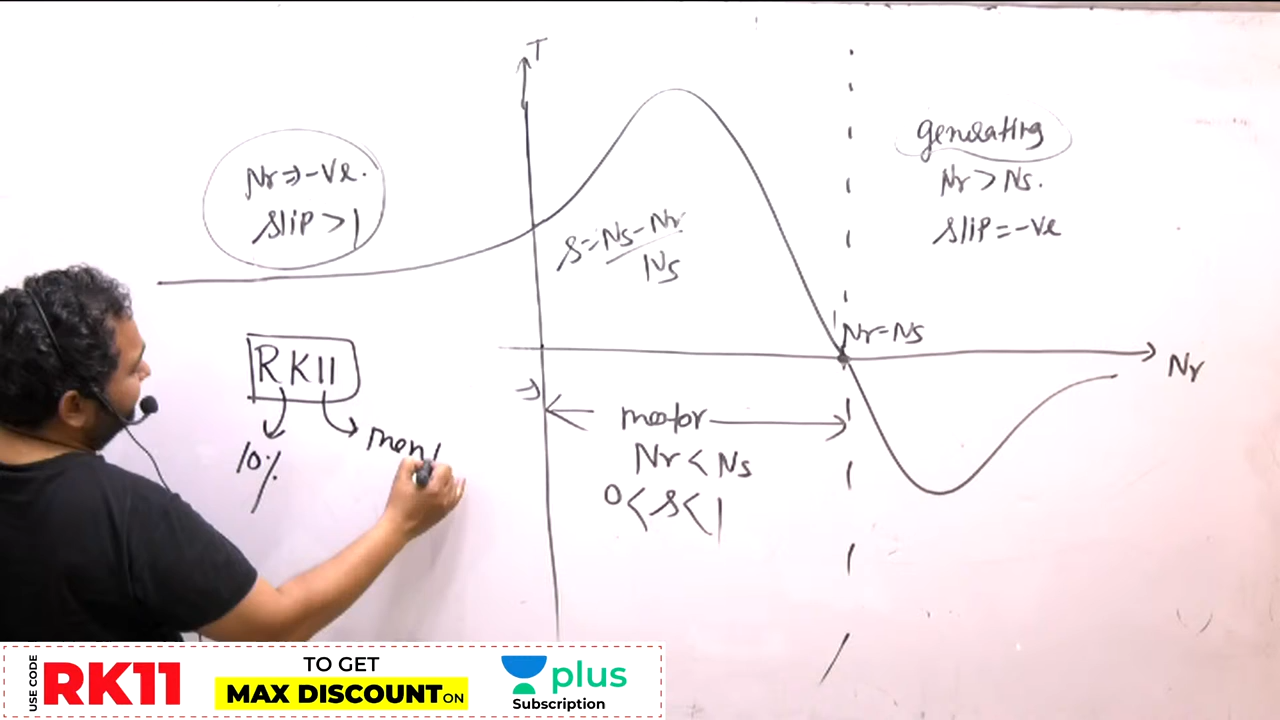 T
Nr ⇒ -ve.
slip > 1
Generating
Nr > Ns.
slip = -ve
s = Ns - Nr
Ns
Nr = Ns
Nr
RK11
10%
motor
Nr < Ns
0 < s < 1
USE CODE
RK11
TO GET
MAX DISCOUNT ON
plus
Subscription